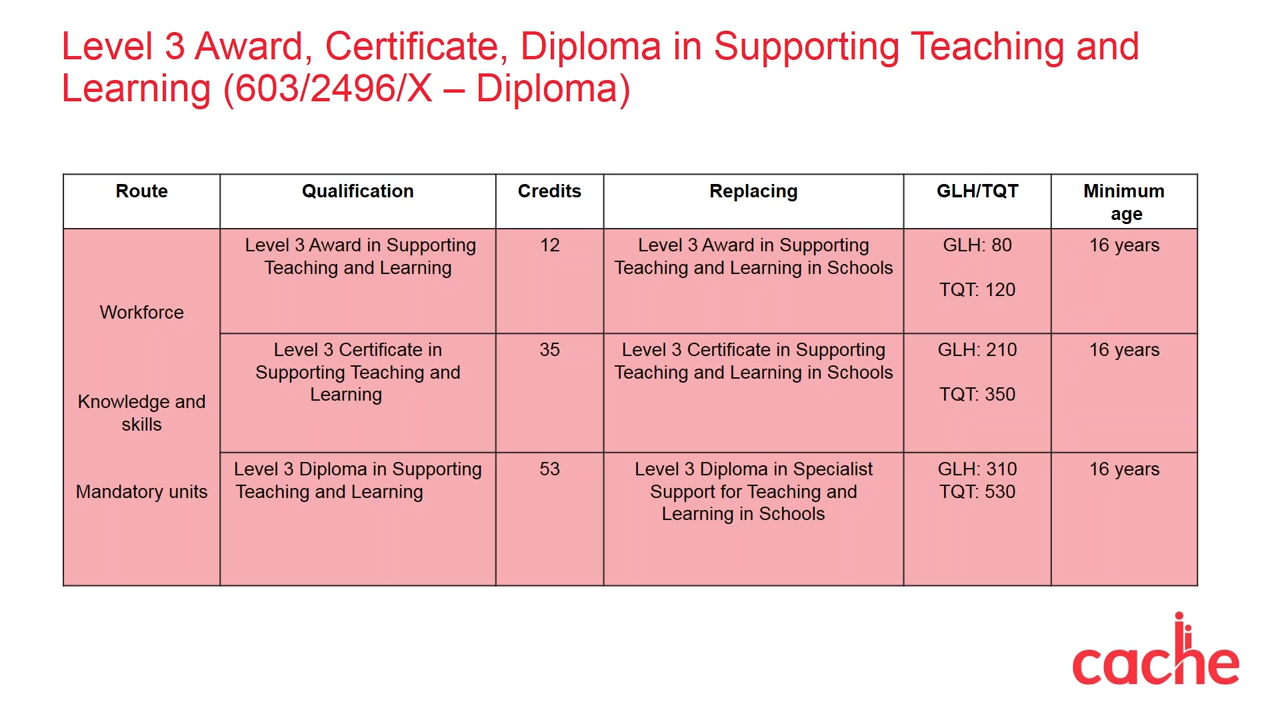 Level 3 Award, Certificate, Diploma in Supporting Teaching and
Learning (603/2496/X – Diploma)
Route
Qualification
Credits
Replacing
GLH/TQT
Minimum
age
Workforce
Knowledge and
skills
Mandatory units
Level 3 Award in Supporting
Teaching and Learning
12
Level 3 Award in Supporting
Teaching and Learning in Schools
GLH: 80
TQT: 120
16 years
Level 3 Certificate in
Supporting Teaching and
Learning
35
Level 3 Certificate in Supporting
Teaching and Learning in Schools
GLH: 210
TQT: 350
16 years
Level 3 Diploma in Supporting
Teaching and Learning
53
Level 3 Diploma in Specialist
Support for Teaching and
Learning in Schools
GLH: 310
TQT: 530
16 years
cache